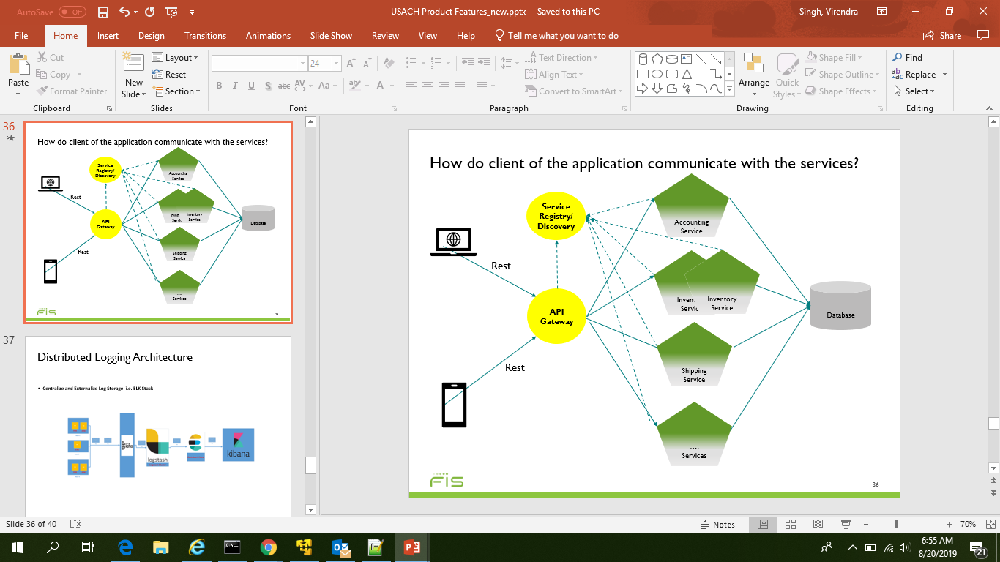 AutoSave Off
USACH Product Features_new.pptx - Saved to this PC
Singh, Virendra
File Home Insert Design Transitions Animations Slide Show Review View Help Tell me what you want to do Share
Paste
Cut
Copy
Format Painter
Clipboard
New Slide
Layout
Reset
Section
Slides
24
B I U S abc AV Aa A
Font
Text Direction
Align Text
Convert to SmartArt
Paragraph
Arrange
Quick Styles
Shape Fill
Shape Outline
Shape Effects
Drawing
Find
Replace
Select
Editing
36
How do client of the application communicate with the services?
Service
Registry/
Discovery
Accounting
Service
Rest
API
Gateway
Inven
Servic
Inventory
Service
Database
Rest
Shipping
Service
....
Services
FIS
36
37
Distributed Logging Architecture
• Centralize and Externalize Log Storage i.e. ELK Stack
logstash
kibana
How do client of the application communicate with the services?
Service
Registry/
Discovery
Accounting
Service
Rest
Inven
Servic
Inventory
Service
API
Gateway
Database
Rest
Shipping
Service
....
Services
FIS
36
Slide 36 of 40
Notes
70%
6:55 AM
8/20/2019
21